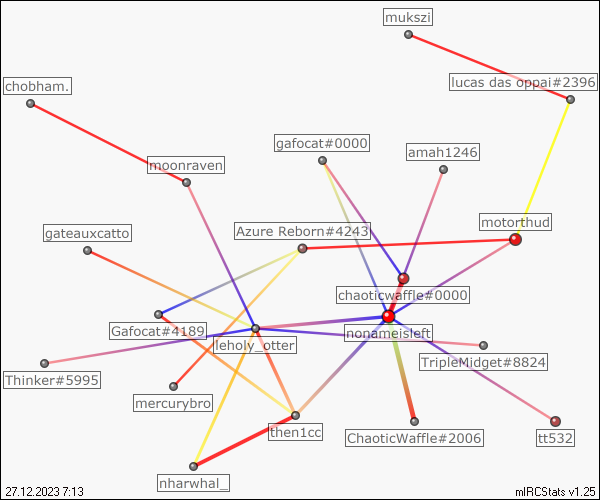 mukszi
chobham.
lucas das oppai#2396
gafocat#0000
amah1246
moonraven
motorthud
gateauxcatto
Azure Reborn#4243
chaoticwaffle#0000
Gafocat#4189
nonameisleft
leholy_otter
TripleMidget#8824
Thinker#5995
mercurybro
then1cc
ChaoticWaffle#2006
tt532
nharwhal_
27.12.2023 7:13
mIRCStats v1.25